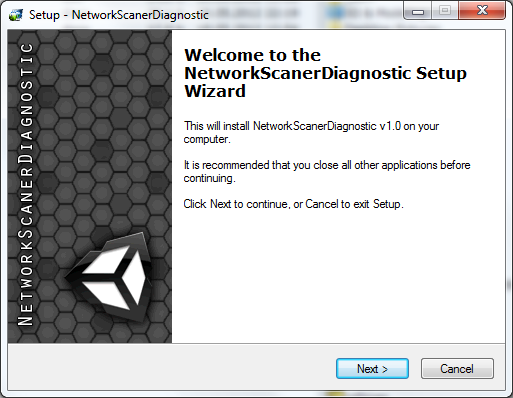 Setup - NetworkScanerDiagnostic
NetworkScanerDiagnostic
Welcome to the
NetworkScanerDiagnostic Setup
Wizard
This will install NetworkScanerDiagnostic v1.0 on your
computer.
It is recommended that you close all other applications before
continuing.
Click Next to continue, or Cancel to exit Setup.
Next >
Cancel